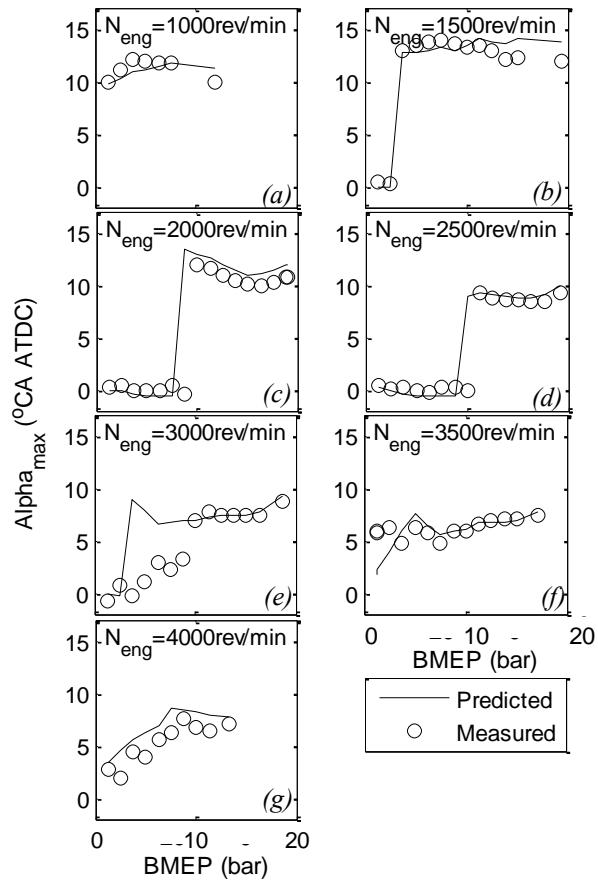 N_eng=1000rev/min
15
10
5
0
(a)
N_eng=1500rev/min
15
10
5
0
(b)
N_eng=2000rev/min
15
10
5
0
(c)
N_eng=2500rev/min
15
10
5
0
(d)
Alpha_max (°CA ATDC)
N_eng=3000rev/min
15
10
5
0
(e)
N_eng=3500rev/min
15
10
5
0
(f)
0 10 20
BMEP (bar)
N_eng=4000rev/min
15
10
5
0
(g)
0 10 20
BMEP (bar)
Predicted
Measured